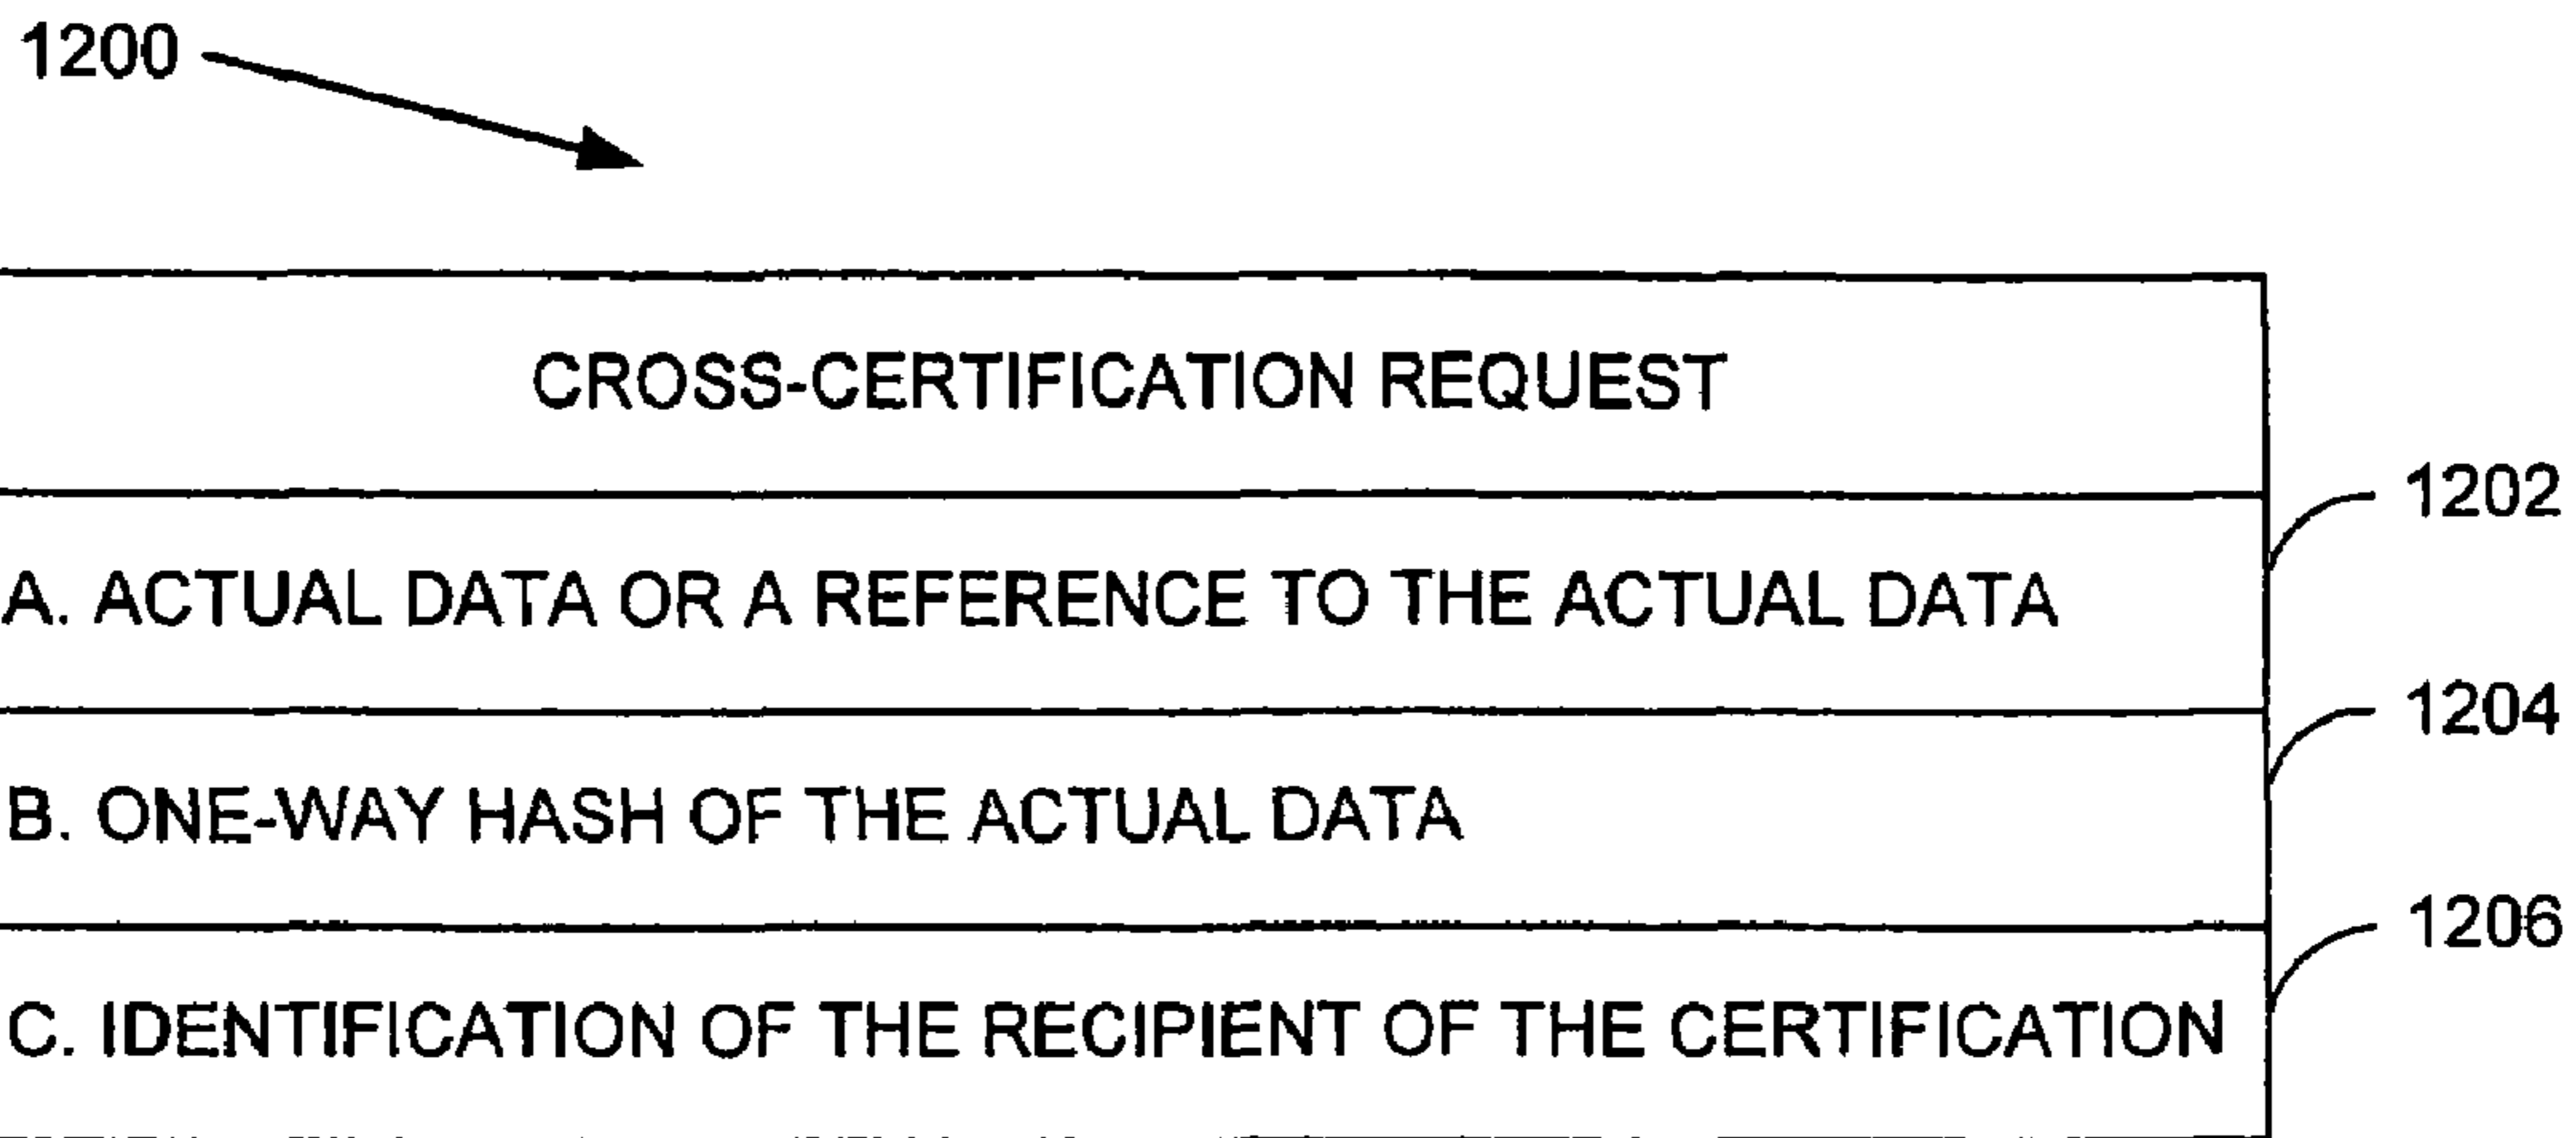 1200
CROSS-CERTIFICATION REQUEST
1202
A. ACTUAL DATA OR A REFERENCE TO THE ACTUAL DATA
1204
B. ONE-WAY HASH OF THE ACTUAL DATA
1206
C. IDENTIFICATION OF THE RECIPIENT OF THE CERTIFICATION